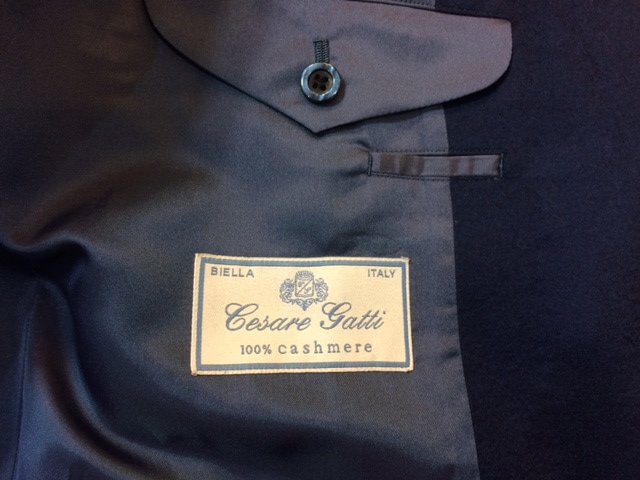 BIELLA ITALY
Cesare Gatti
100% cashmere